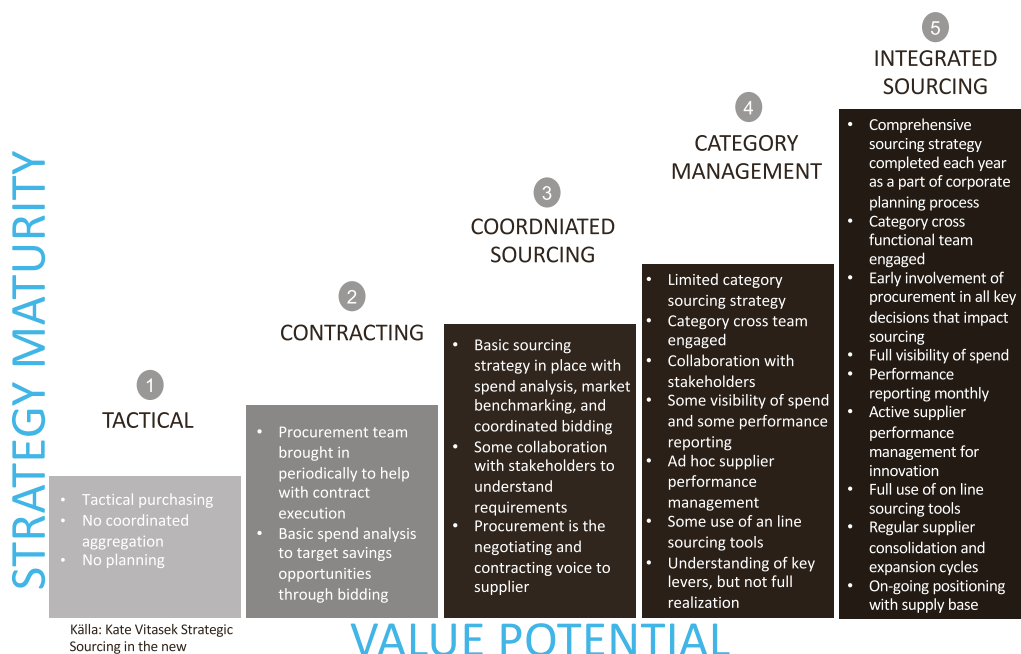 STRATEGY MATURITY
1
TACTICAL
• Tactical purchasing
• No coordinated
aggregation
• No planning
2
CONTRACTING
• Procurement team
brought in
periodically to help
with contract
execution
• Basic spend analysis
to target savings
opportunities
through bidding
3
COORDNIATED
SOURCING
• Basic sourcing
strategy in place with
spend analysis, market
benchmarking, and
coordinated bidding
• Some collaboration
with stakeholders to
understand
requirements
• Procurement is the
negotiating and
contracting voice to
supplier
4
CATEGORY
MANAGEMENT
• Limited category
sourcing strategy
• Category cross team
engaged
• Collaboration with
stakeholders
• Some visibility of spend
and some performance
reporting
• Ad hoc supplier
performance
management
• Some use of an line
sourcing tools
• Understanding of key
levers, but not full
realization
5
INTEGRATED
SOURCING
• Comprehensive
sourcing strategy
completed each year
as a part of corporate
planning process
• Category cross
functional team
engaged
• Early involvement of
procurement in all key
decisions that impact
sourcing
• Full visibility of spend
• Performance
reporting monthly
• Active supplier
performance
management for
innovation
• Full use of on line
sourcing tools
• Regular supplier
consolidation and
expansion cycles
• On-going positioning
with supply base
Källa: Kate Vitasek Strategic
Sourcing in the new
VALUE POTENTIAL